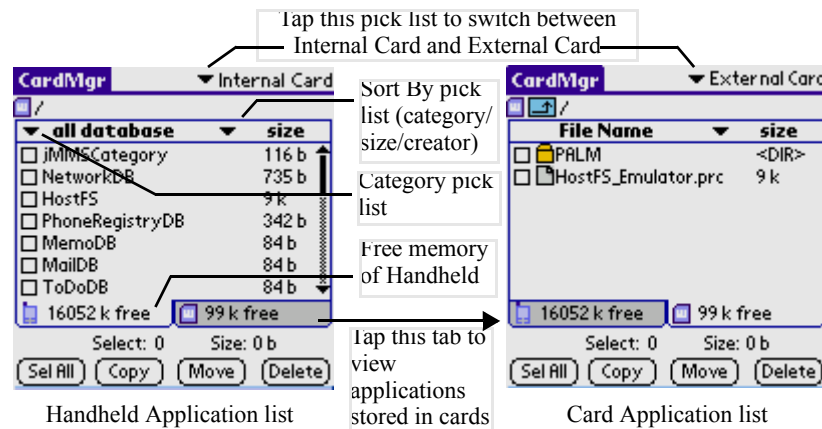 Tap this pick list to switch between
Internal Card and External Card
CardMgr
Internal Card
/
all database
size
jMMSCategory 116 b
NetworkDB 735 b
HostFS 9 k
PhoneRegistryDB 342 b
MemoDB 84 b
MailDB 84 b
ToDoDB 84 b
16052 k free
99 k free
Select: 0 Size: 0 b
Sel All Copy Move Delete
Handheld Application list
Sort By pick
list (category/
size/creator)
Category pick
list
Free memory
of Handheld
Tap this tab to
view
applications
stored in cards
CardMgr
External Card
/
File Name
size
PALM <DIR>
HostFS_Emulator.prc 9 k
16052 k free
99 k free
Select: 0 Size: 0 b
Sel All Copy Move Delete
Card Application list